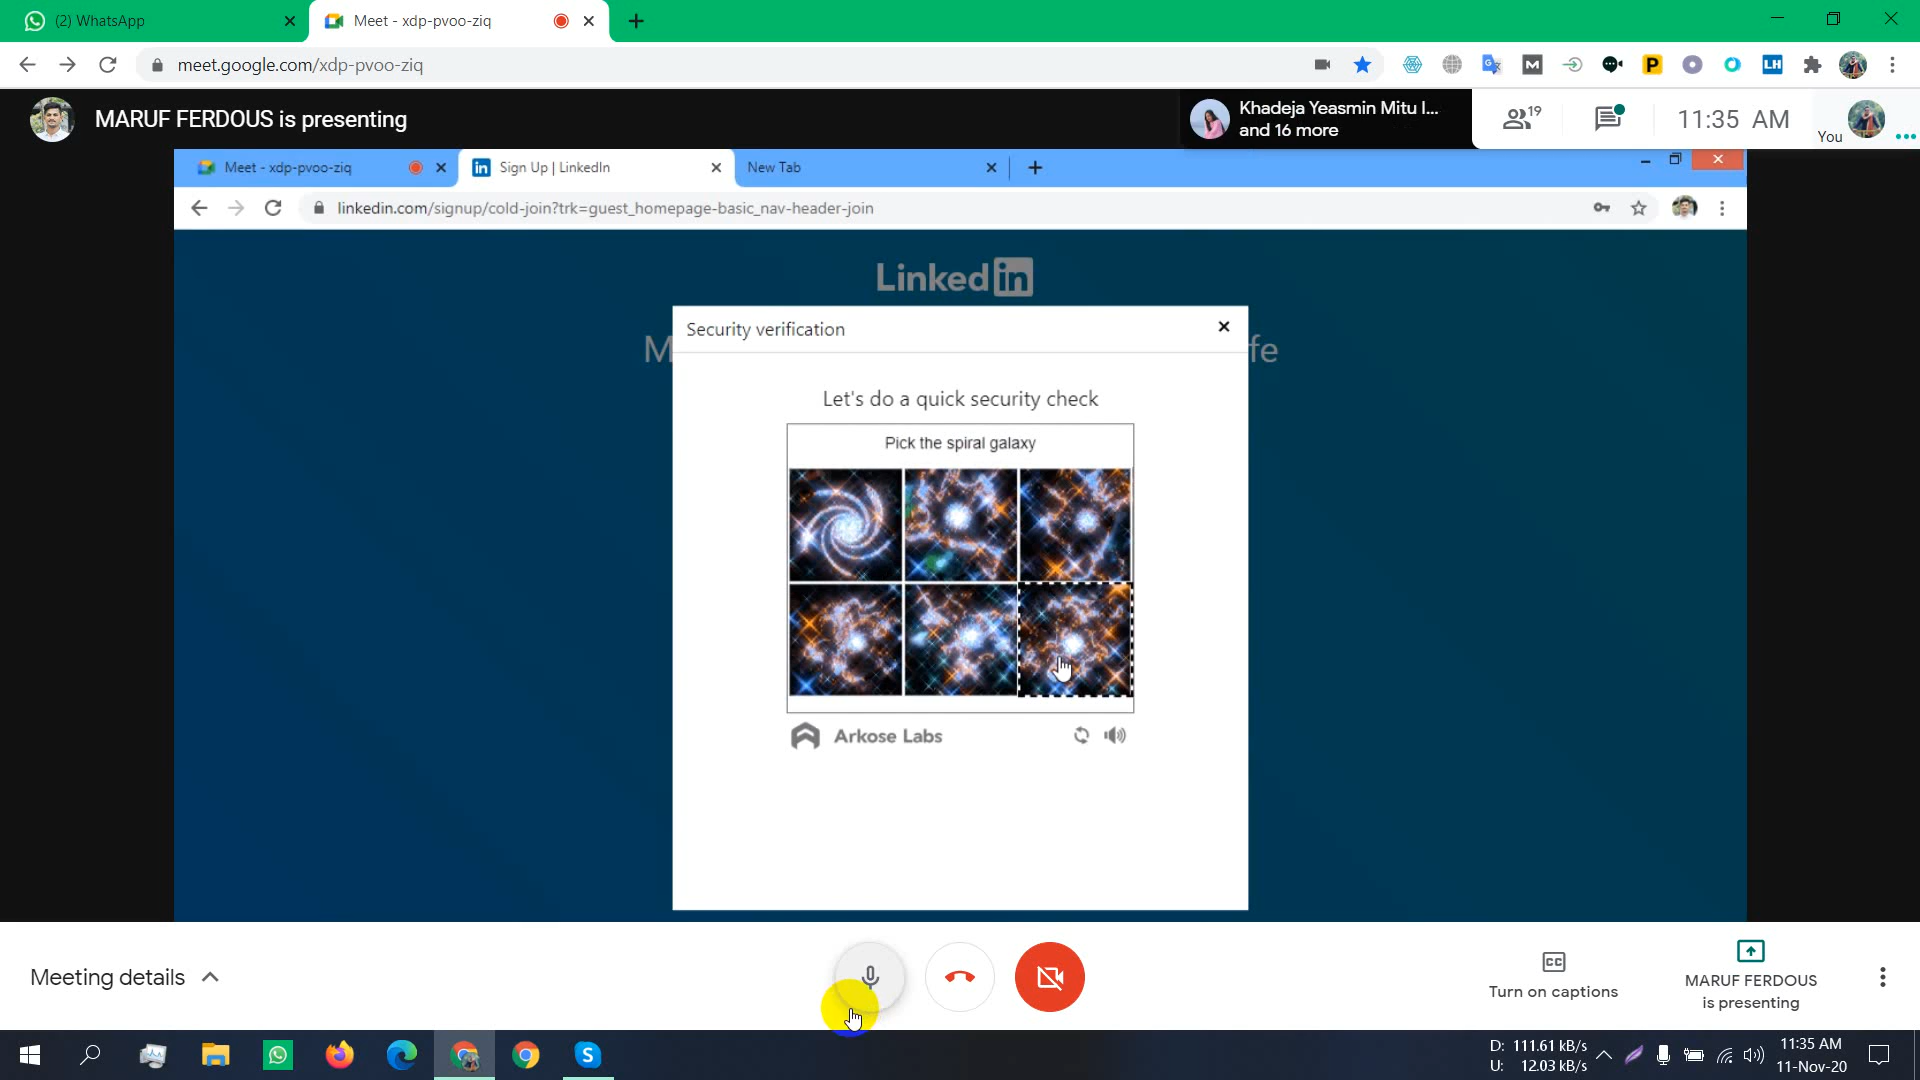 (2) WhatsApp
Meet - xdp-pvoo-ziq
meet.google.com/xdp-pvoo-ziq
MARUF FERDOUS is presenting
Khadeja Yeasmin Mitu I...
and 16 more
19
11:35 AM
You
Meet - xdp-pvoo-ziq
Sign Up | LinkedIn
New Tab
linkedin.com/signup/cold-join?trk=guest_homepage-basic_nav-header-join
Linked in
M
fe
Security verification
Let's do a quick security check
Pick the spiral galaxy
Arkose Labs
Meeting details
Turn on captions
MARUF FERDOUS
is presenting
D: 111.61 kB/s
U: 12.03 kB/s
11:35 AM
11-Nov-20